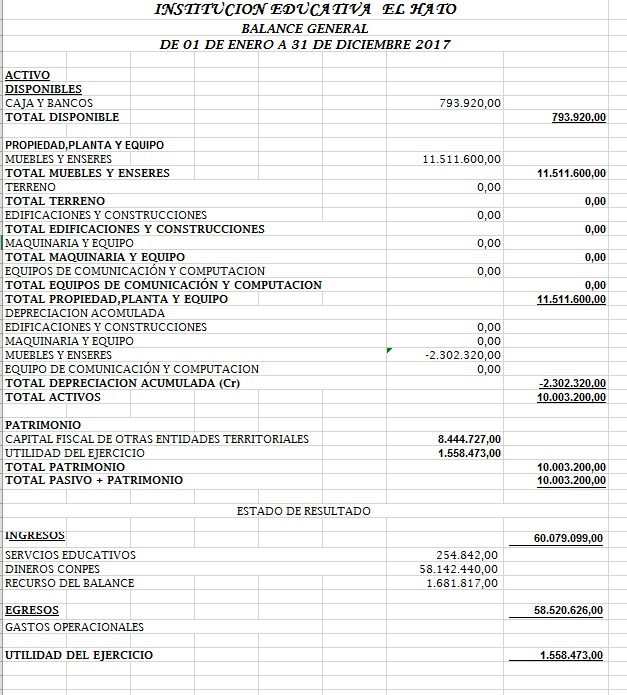 INSTITUCION EDUCATIVA EL HATO
BALANCE GENERAL
DE 01 DE ENERO A 31 DE DICIEMBRE 2017
ACTIVO
DISPONIBLES
CAJA Y BANCOS 793.920,00
TOTAL DISPONIBLE 793.920,00
PROPIEDAD,PLANTA Y EQUIPO
MUEBLES Y ENSERES 11.511.600,00
TOTAL MUEBLES Y ENSERES 11.511.600,00
TERRENO 0,00
TOTAL TERRENO 0,00
EDIFICACIONES Y CONSTRUCCIONES 0,00
TOTAL EDIFICACIONES Y CONSTRUCCIONES 0,00
MAQUINARIA Y EQUIPO 0,00
TOTAL MAQUINARIA Y EQUIPO 0,00
EQUIPOS DE COMUNICACIÓN Y COMPUTACION 0,00
TOTAL EQUIPOS DE COMUNICACIÓN Y COMPUTACION 0,00
TOTAL PROPIEDAD,PLANTA Y EQUIPO 11.511.600,00
DEPRECIACION ACOMULADA
EDIFICACIONES Y CONSTRUCCIONES 0,00
MAQUINARIA Y EQUIPO 0,00
MUEBLES Y ENSERES -2.302.320,00
EQUIPO DE COMUNICACIÓN Y COMPUTACION 0,00
TOTAL DEPRECIACION ACUMULADA (Cr) -2.302.320,00
TOTAL ACTIVOS 10.003.200,00
PATRIMONIO
CAPITAL FISCAL DE OTRAS ENTIDADES TERRITORIALES 8.444.727,00
UTILIDAD DEL EJERCICIO 1.558.473,00
TOTAL PATRIMONIO 10.003.200,00
TOTAL PASIVO + PATRIMONIO 10.003.200,00
ESTADO DE RESULTADO
INGRESOS 60.079.099,00
SERVCIOS EDUCATIVOS 254.842,00
DINEROS CONPES 58.142.440,00
RECURSO DEL BALANCE 1.681.817,00
EGRESOS 58.520.626,00
GASTOS OPERACIONALES
UTILIDAD DEL EJERCICIO 1.558.473,00